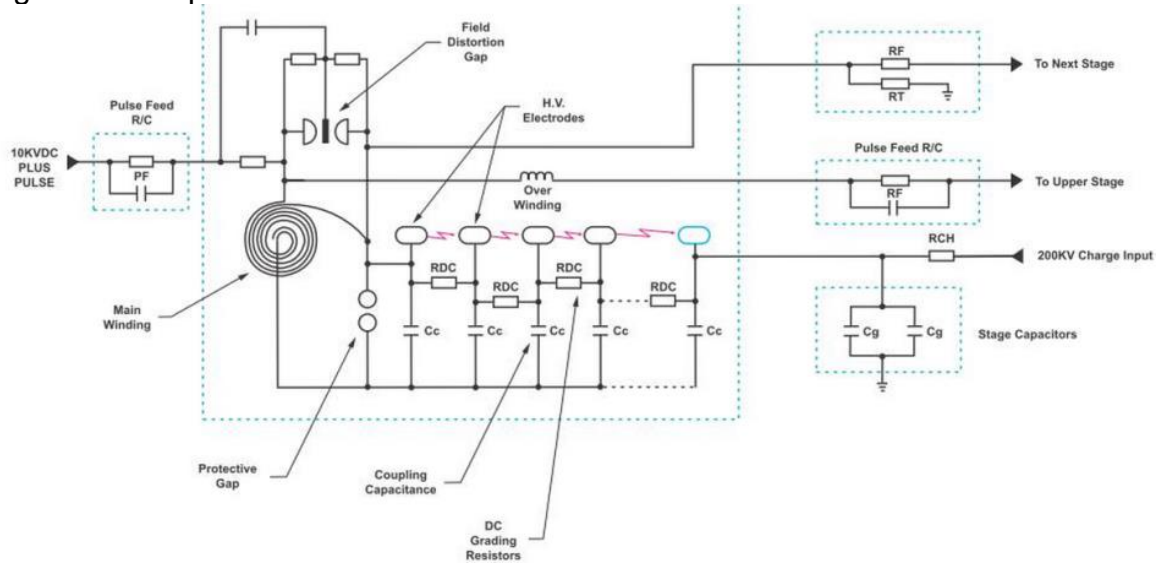 Field
Distortion
Gap
Pulse Feed
R/C
H.V.
Electrodes
RF
To Next Stage
RT
10KVDC
PLUS
PULSE
PF
Pulse Feed R/C
RF
To Upper Stage
Over
Winding
RDC
RDC
RDC
RDC
RCH
200KV Charge Input
Main
Winding
Cc
Cc
Cc
Cc
Cc
Cg
Cg
Stage Capacitors
Protective
Gap
Coupling
Capacitance
DC
Grading
Resistors